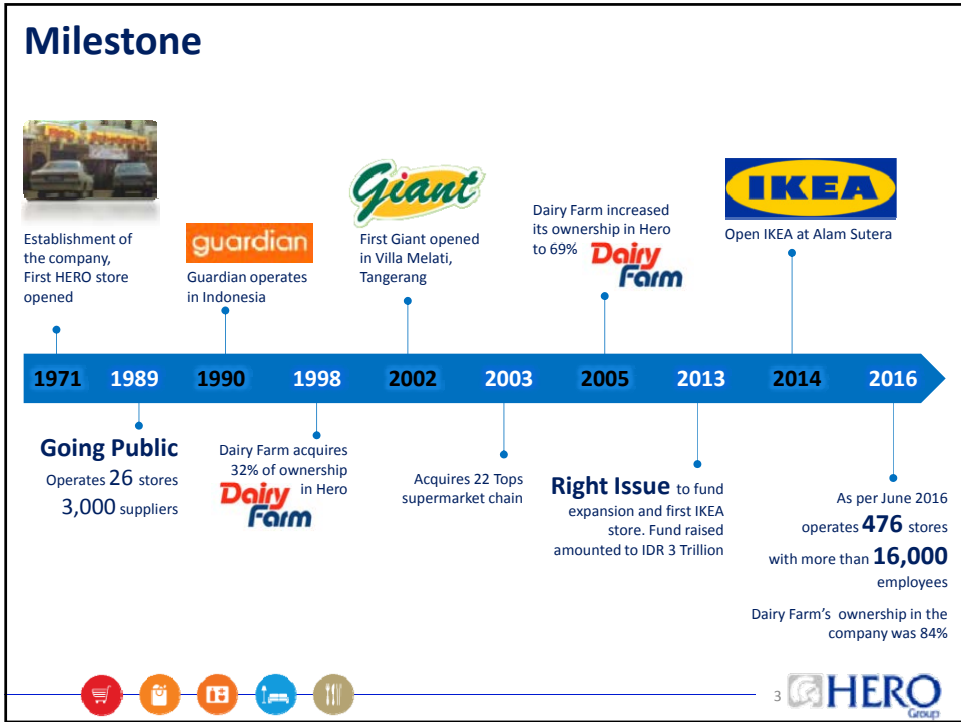 Milestone
Establishment of
the company,
First HERO store
opened
guardian
Guardian operates
in Indonesia
Giant
First Giant opened
in Villa Melati,
Tangerang
Dairy Farm increased
its ownership in Hero
to 69%
Dairy
Farm
IKEA
Open IKEA at Alam Sutera
1971 1989 1990 1998 2002 2003 2005 2013 2014 2016
Going Public
Operates 26 stores
3,000 suppliers
Dairy Farm acquires
32% of ownership
in Hero
Dairy
Farm
Acquires 22 Tops
supermarket chain
Right Issue to fund
expansion and first IKEA
store. Fund raised
amounted to IDR 3 Trillion
As per June 2016
operates 476 stores
with more than 16,000
employees
Dairy Farm's ownership in the
company was 84%
3
HERO
Group